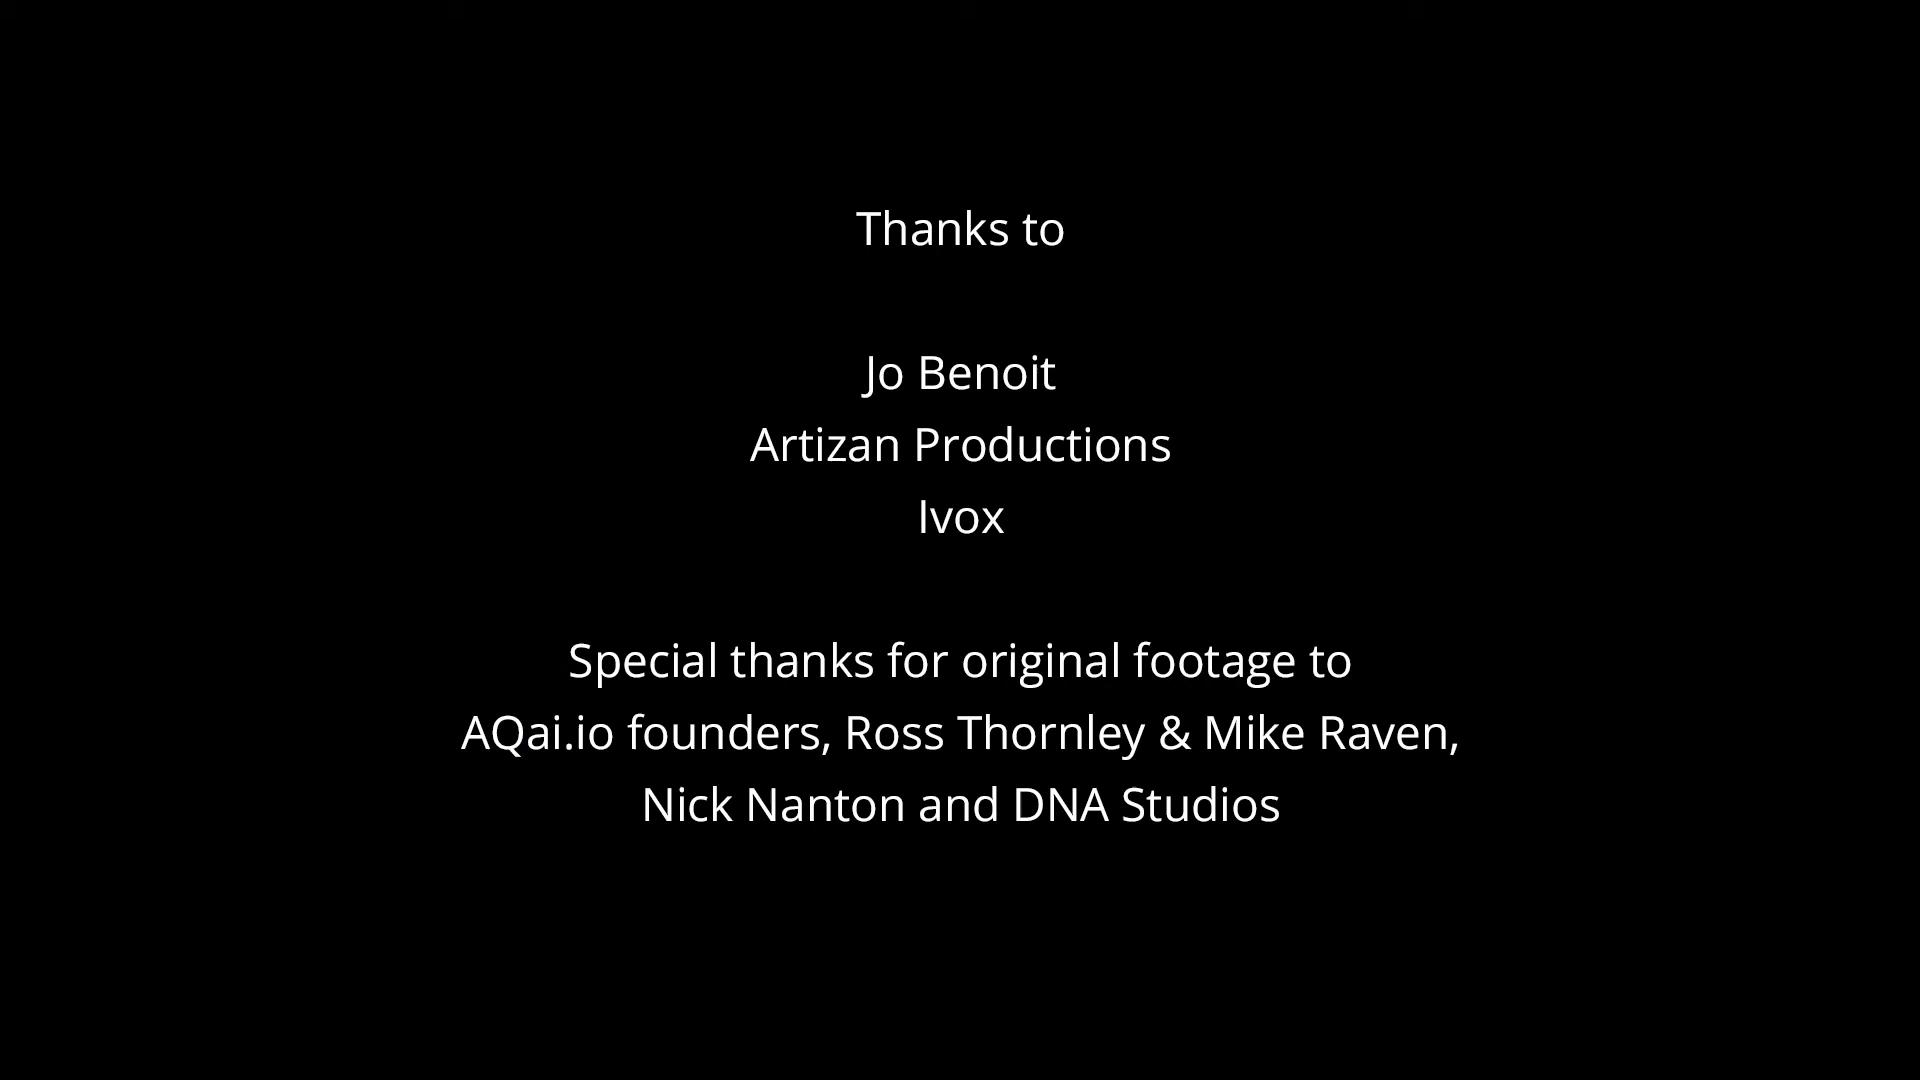 Thanks to
Jo Benoit
Artizan Productions
Ivox
Special thanks for original footage to
AQai.io founders, Ross Thornley & Mike Raven,
Nick Nanton and DNA Studios